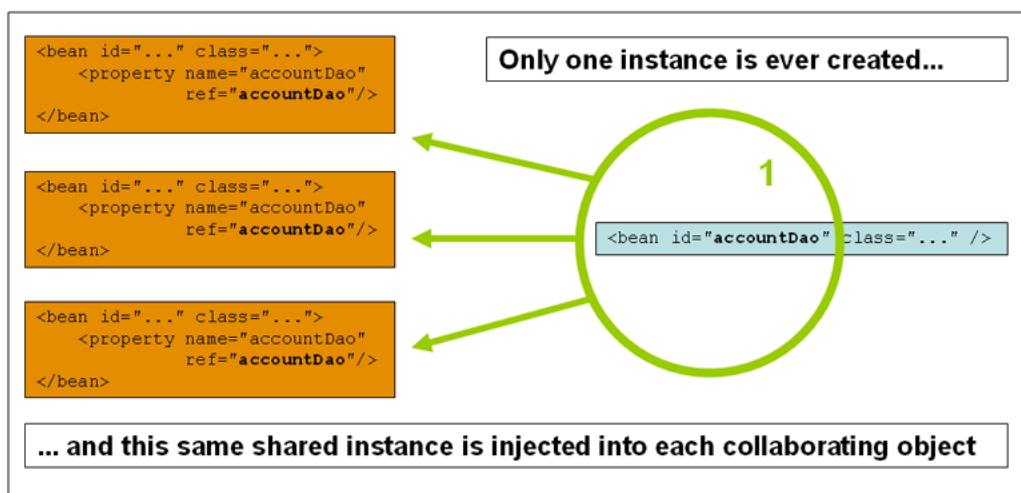 <bean id="..." class="...">
<property name="accountDao"
ref="accountDao"/>
</bean>
Only one instance is ever created...
<bean id="..." class="...">
<property name="accountDao"
ref="accountDao"/>
</bean>
1
<bean id="accountDao" class="..." />
<bean id="..." class="...">
<property name="accountDao"
ref="accountDao"/>
</bean>
... and this same shared instance is injected into each collaborating object